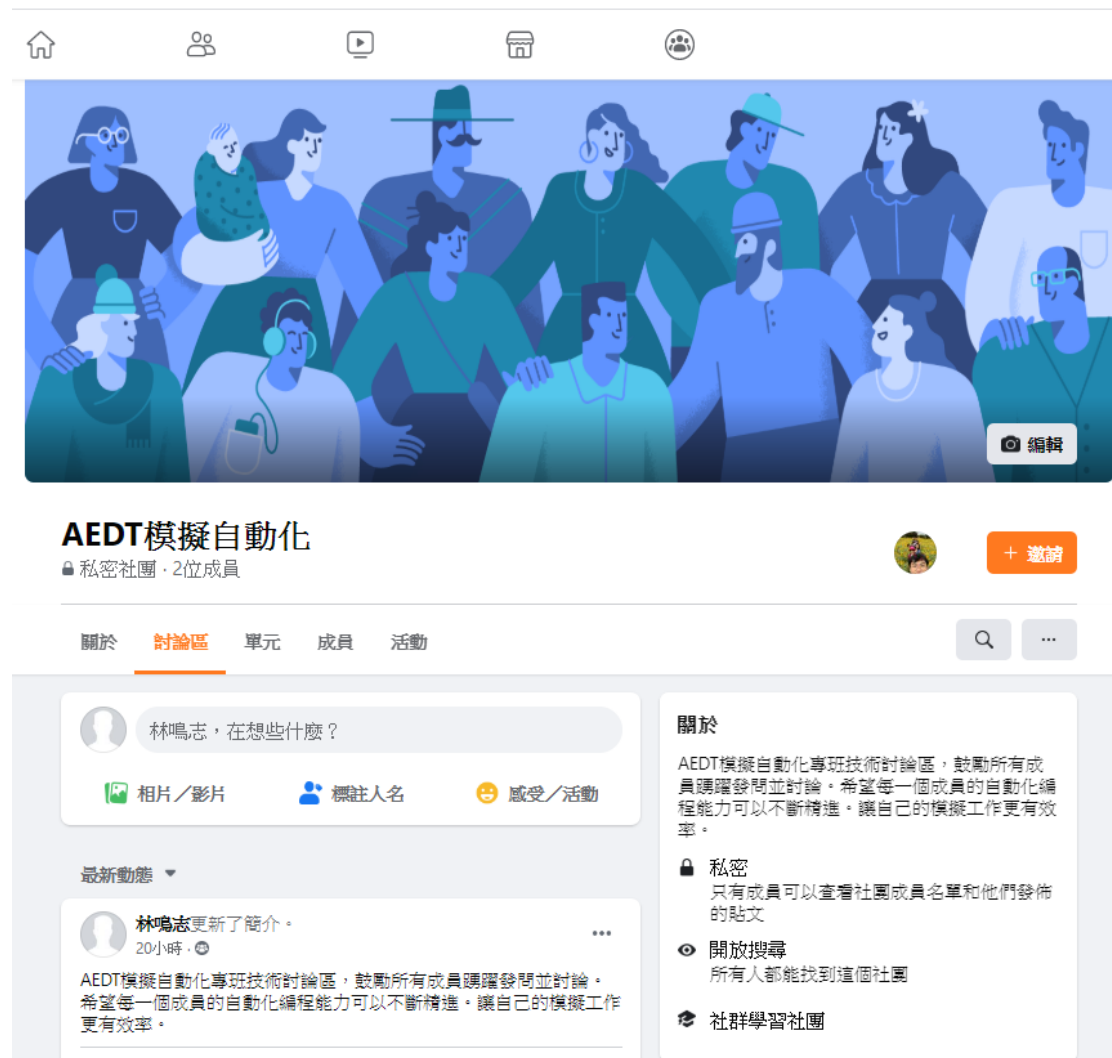 編輯
AEDT模擬自動化
私密社團 · 2位成員
+ 邀請
關於 討論區 單元 成員 活動
林鳴志，在想些什麼？
相片／影片 標註人名 感受／活動
最新動態
林鳴志更新了簡介。
20小時 ·
AEDT模擬自動化專班技術討論區，鼓勵所有成員踴躍發問並討論。
希望每一個成員的自動化編程能力可以不斷精進。讓自己的模擬工作
更有效率。
關於
AEDT模擬自動化專班技術討論區，鼓勵所有成
員踴躍發問並討論。希望每一個成員的自動化編
程能力可以不斷精進。讓自己的模擬工作更有效
率。
私密
只有成員可以查看社團成員名單和他們發佈
的貼文
開放搜尋
所有人都能找到這個社團
社群學習社團